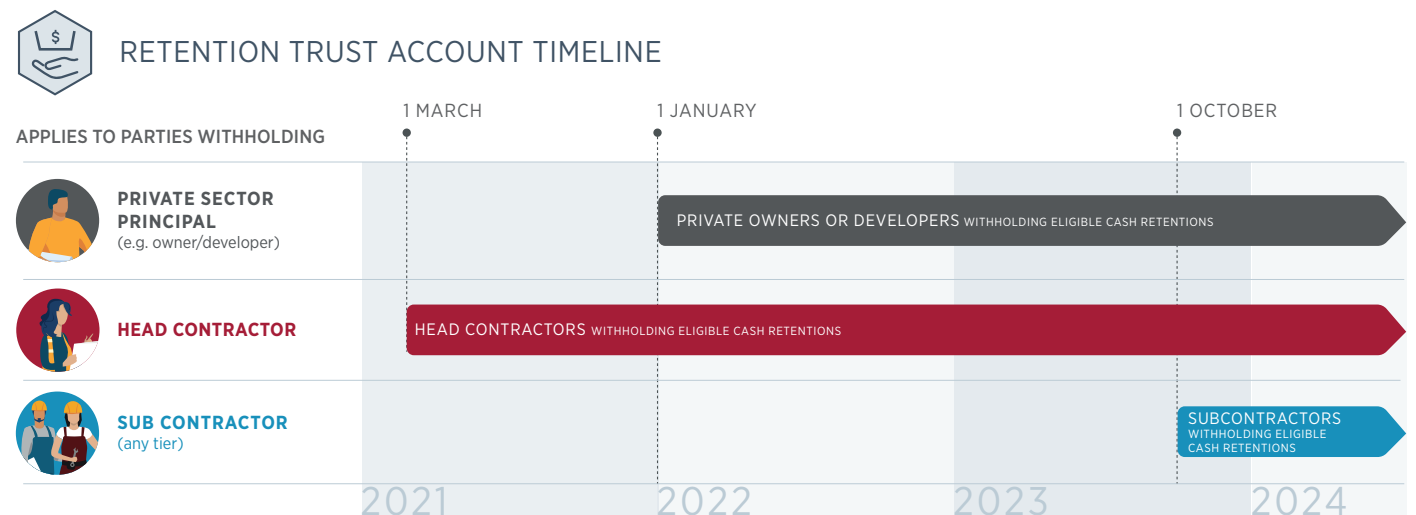 $
RETENTION TRUST ACCOUNT TIMELINE
1 MARCH
1 JANUARY
1 OCTOBER
APPLIES TO PARTIES WITHHOLDING
PRIVATE SECTOR
PRINCIPAL
(e.g. owner/developer)
PRIVATE OWNERS OR DEVELOPERS WITHHOLDING ELIGIBLE CASH RETENTIONS
HEAD CONTRACTOR
HEAD CONTRACTORS WITHHOLDING ELIGIBLE CASH RETENTIONS
SUB CONTRACTOR
(any tier)
SUBCONTRACTORS
WITHHOLDING ELIGIBLE
CASH RETENTIONS
2021
2022
2023
2024